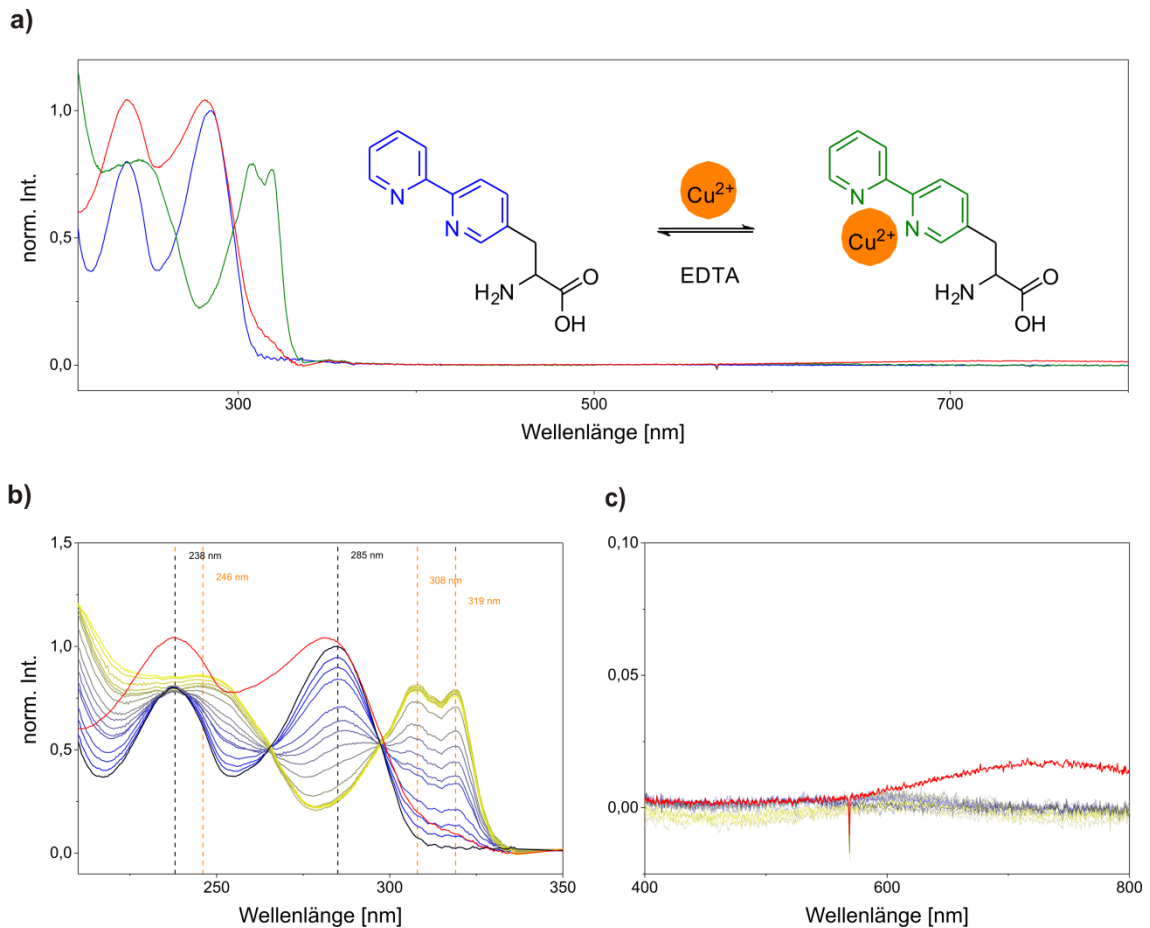 a)
norm. Int.
1,0
0,5
0,0
300
500
700
Wellenlänge [nm]
N
N
H₂N
O
OH
Cu²⁺
EDTA
N
N
Cu²⁺
H₂N
O
OH
b)
norm. Int.
1,5
1,0
0,5
0,0
238 nm
246 nm
285 nm
308 nm
319 nm
250
300
350
Wellenlänge [nm]
c)
0,10
0,05
0,00
400
600
800
Wellenlänge [nm]